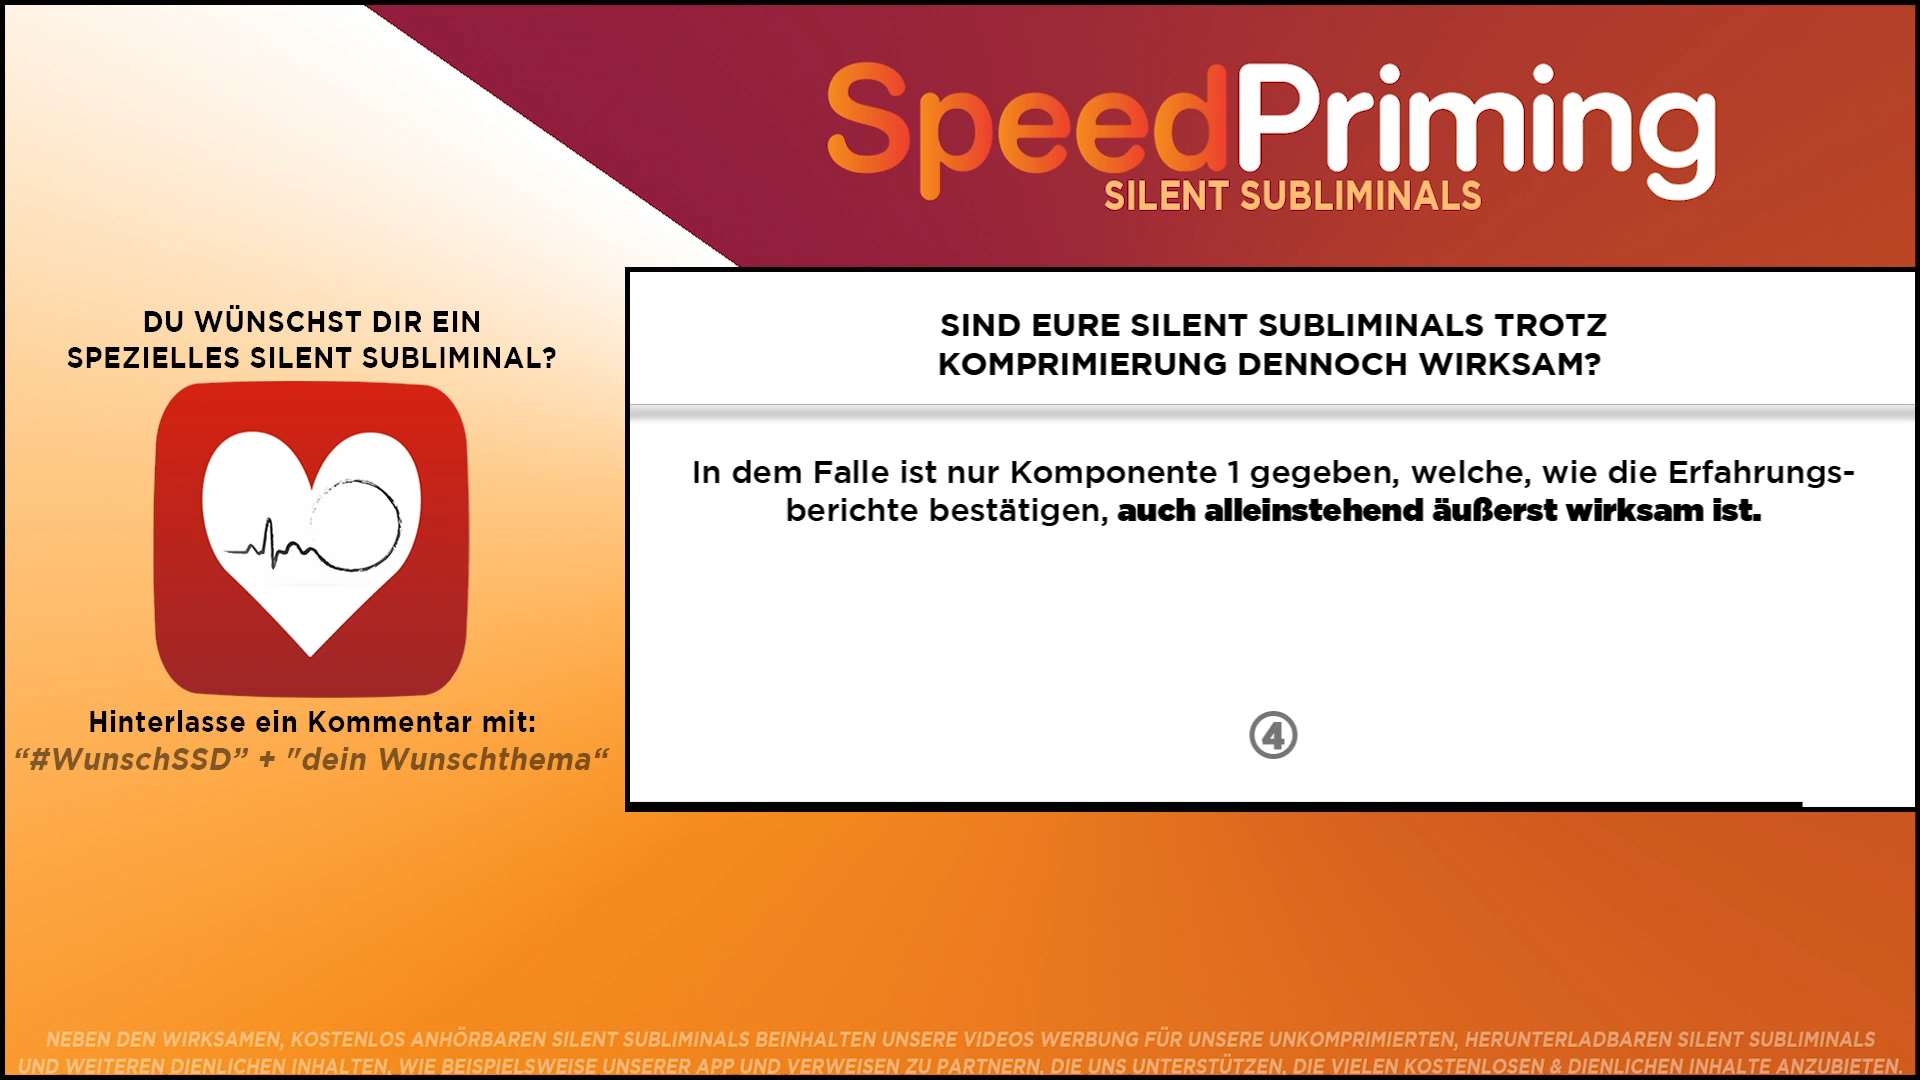 SpeedPriming
SILENT SUBLIMINALS
DU WÜNSCHST DIR EIN
SPEZIELLES SILENT SUBLIMINAL?
Hinterlasse ein Kommentar mit:
“#WunschSSD” + "dein Wunschthema“
SIND EURE SILENT SUBLIMINALS TROTZ
KOMPRIMIERUNG DENNOCH WIRKSAM?
In dem Falle ist nur Komponente 1 gegeben, welche, wie die Erfahrungs-
berichte bestätigen, auch alleinstehend äußerst wirksam ist.
4
NEBEN DEN WIRKSAMEN, KOSTENLOS ANHÖRBAREN SILENT SUBLIMINALS BEINHALTEN UNSERE VIDEOS WERBUNG FÜR UNSERE UNKOMPRIMIERTEN, HERUNTERLADBAREN SILENT SUBLIMINALS
UND WEITEREN DIENLICHEN INHALTEN, WIE BEISPIELSWEISE UNSERER APP UND VERWEISEN ZU PARTNERN, DIE UNS UNTERSTÜTZEN, DIE VIELEN KOSTENLOSEN & DIENLICHEN INHALTE ANZUBIETEN.